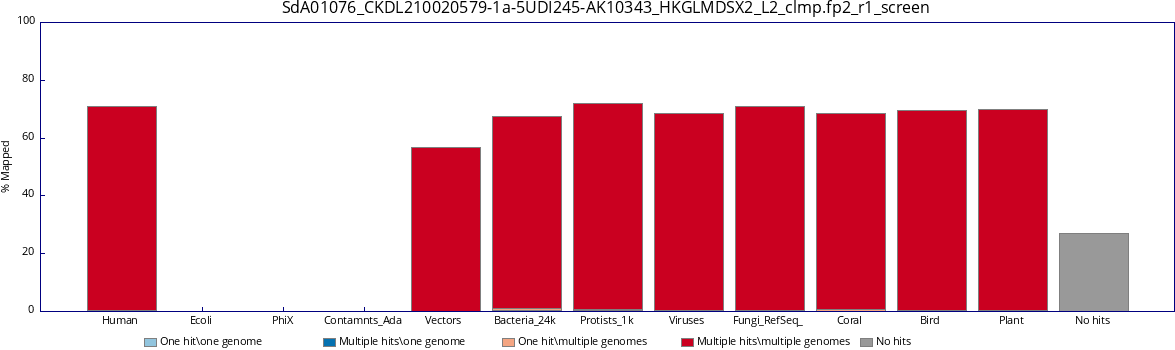 SdA01076_CKDL210020579-1a-5UDI245-AK10343_HKGLMDSX2_L2_clmp.fp2_r1_screen
100
80
60
40
20
0
% Mapped
Human Ecoli PhiX Contamnts_Ada Vectors Bacteria_24k Protists_1k Viruses Fungi_RefSeq_ Coral Bird Plant No hits
One hit\one genome Multiple hits\one genome One hit\multiple genomes Multiple hits\multiple genomes No hits